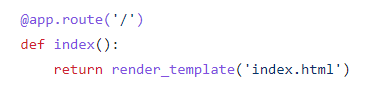 @app.route('/')
def index():
    return render_template('index.html')